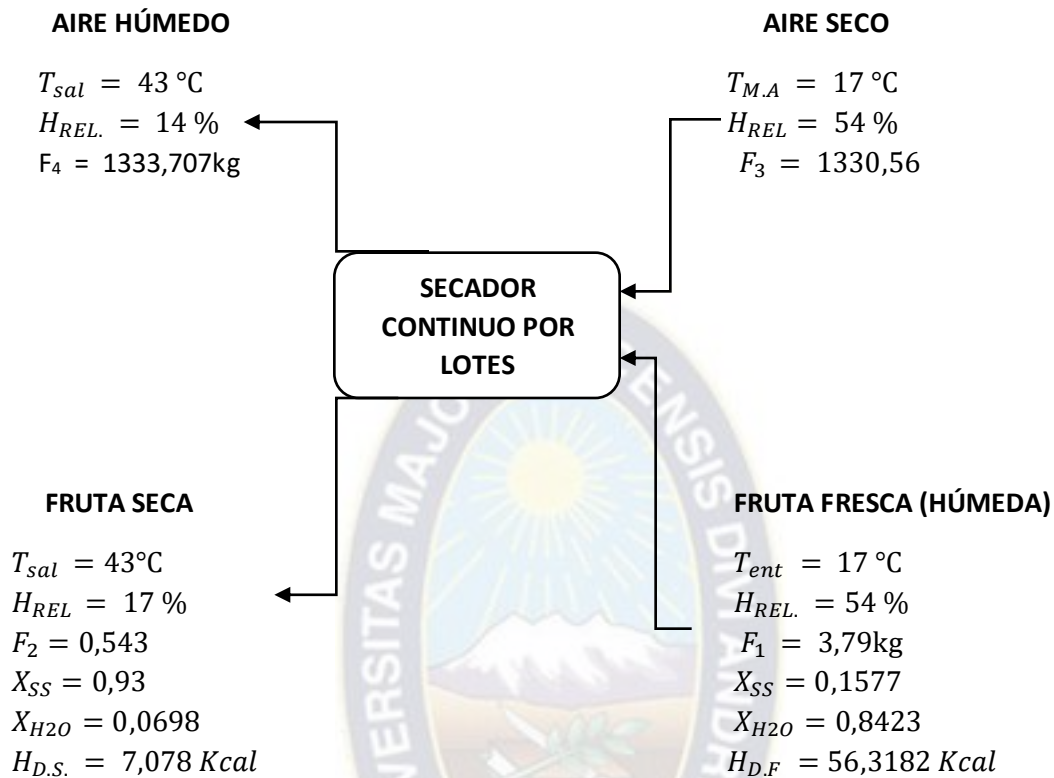 AIRE HÚMEDO
T_sal = 43 °C
H_REL. = 14 %
F₄ = 1333,707kg
AIRE SECO
T_M.A = 17 °C
H_REL = 54 %
F₃ = 1330,56
SECADOR
CONTINUO POR
LOTES
FRUTA SECA
T_sal = 43°C
H_REL = 17 %
F₂ = 0,543
X_SS = 0,93
X_H2O = 0,0698
H_D.S. = 7,078 Kcal
FRUTA FRESCA (HÚMEDA)
T_ent = 17 °C
H_REL. = 54 %
F₁ = 3,79kg
X_SS = 0,1577
X_H2O = 0,8423
H_D.F = 56,3182 Kcal